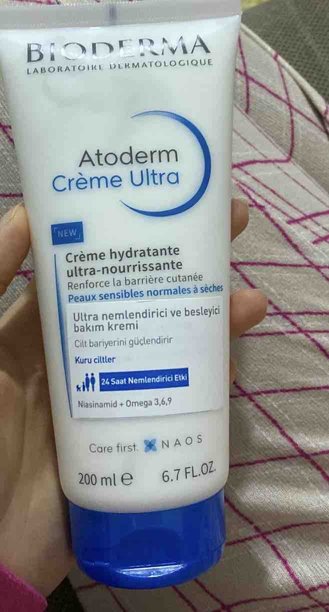 BIODERMA
LABORATOIRE DERMATOLOGIQUE
Atoderm
Crème Ultra
NEW
Crème hydratante
ultra-nourrissante
Renforce la barrière cutanée
Peaux sensibles normales à sèches
Ultra nemlendirici ve besleyici
bakım kremi
Cilt bariyerini güçlendirir
Kuru ciltler
24 Saat Nemlendirici Etki
Niasinamid + Omega 3,6,9
Care first. NAOS
200 ml e 6.7 FL.OZ.